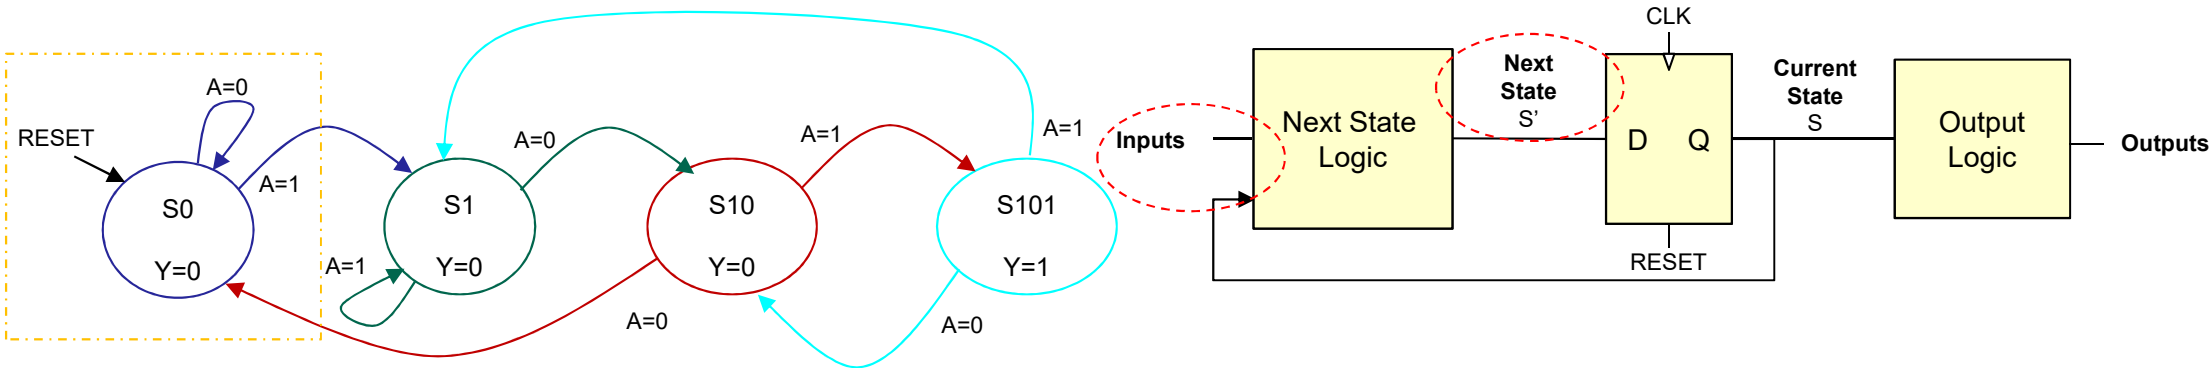 RESET
A=0
A=1
S0
Y=0
A=1
A=0
S1
Y=0
A=1
S10
Y=0
A=0
A=1
S101
Y=1
A=0
Inputs
Next State
Logic
Next
State
S’
CLK
D Q
RESET
Current
State
S
Output
Logic
Outputs